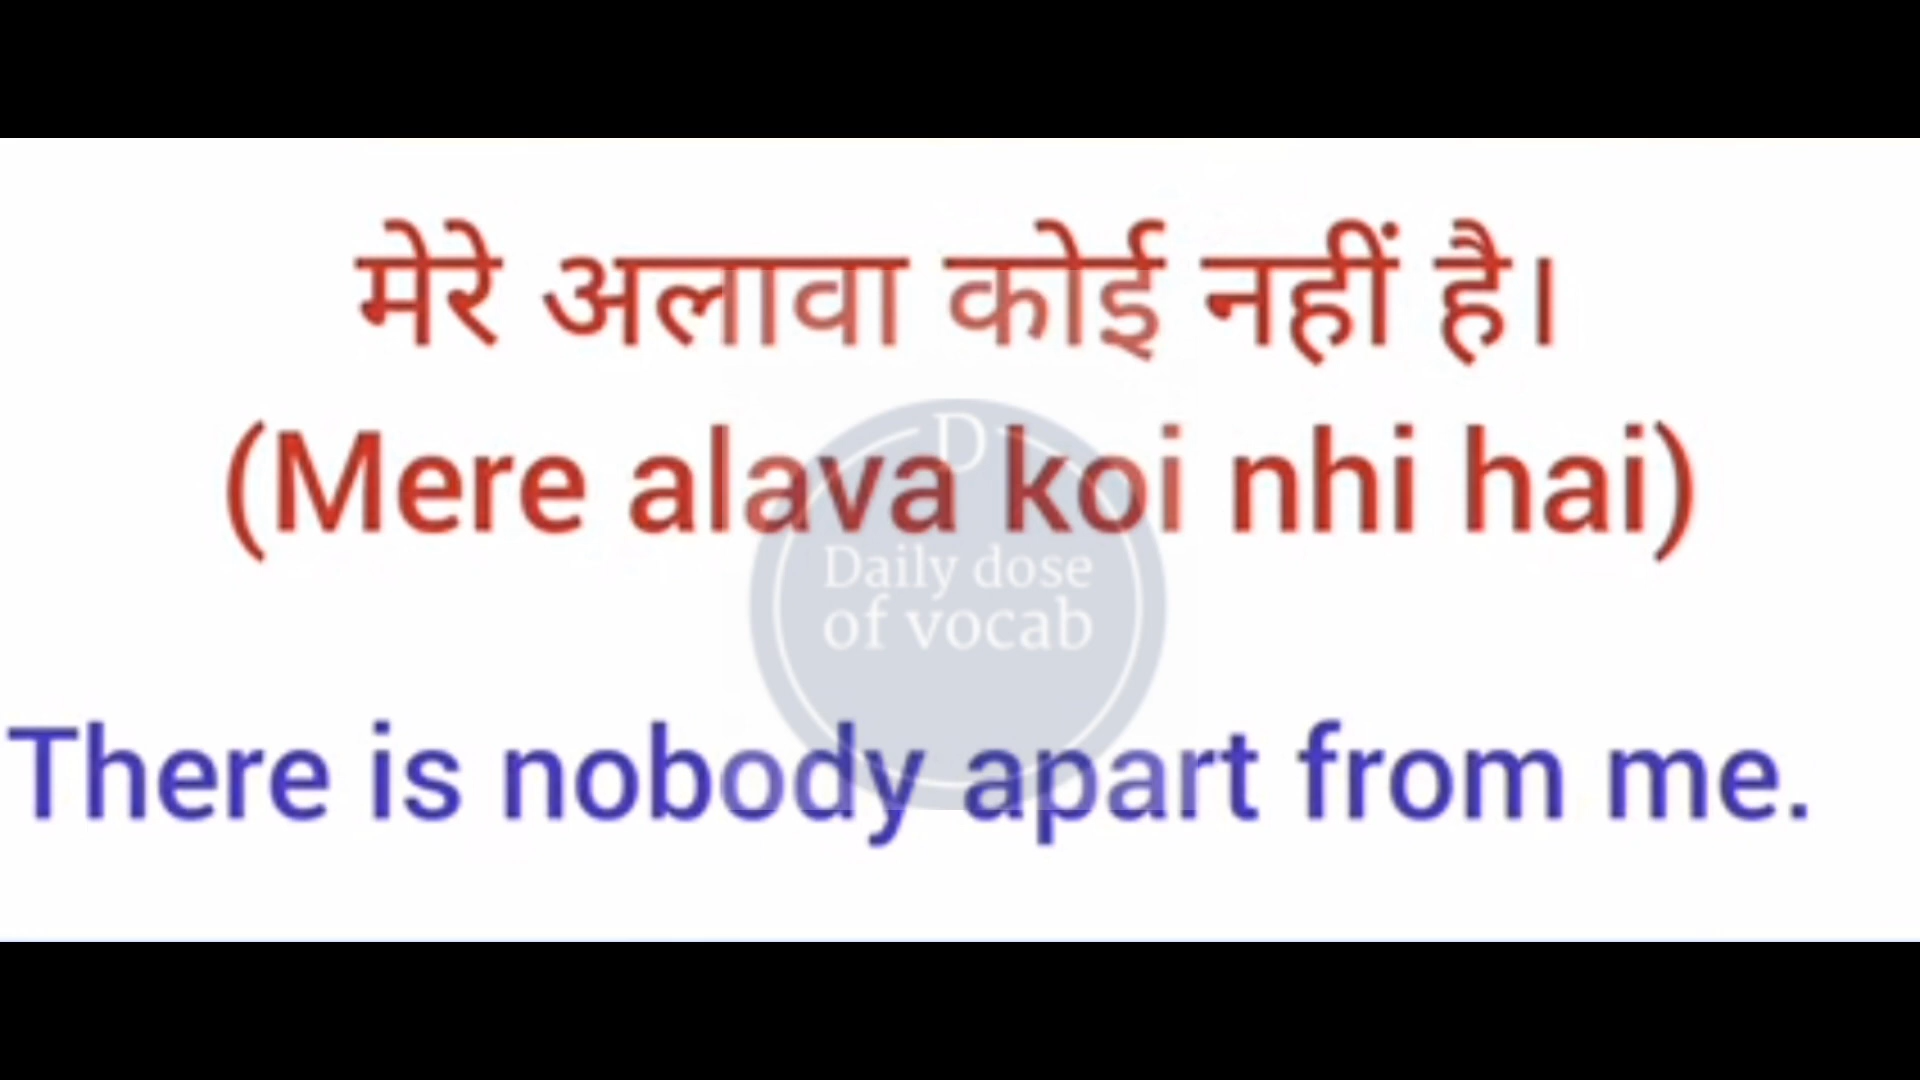 मेरे अलावा कोई नहीं है।
(Mere alava koi nhi hai)
D
Daily dose
of vocab
There is nobody apart from me.